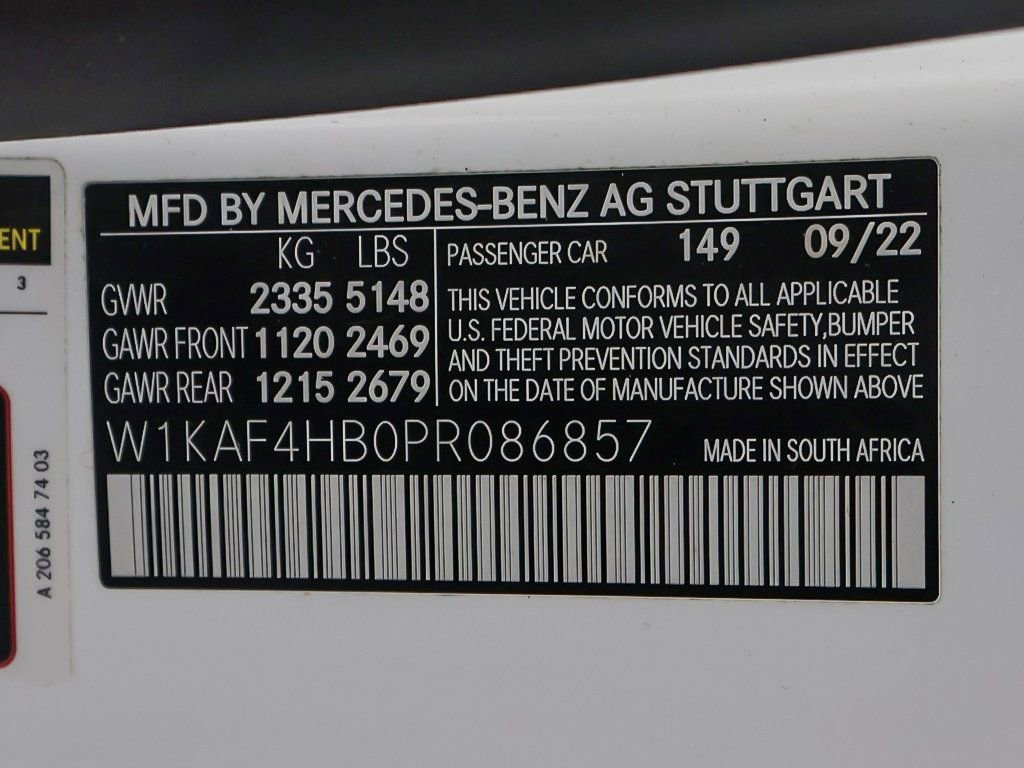 MFD BY MERCEDES-BENZ AG STUTTGART
KG LBS
GVWR 2335 5148
GAWR FRONT 1120 2469
GAWR REAR 1215 2679
PASSENGER CAR 149 09/22
THIS VEHICLE CONFORMS TO ALL APPLICABLE
U.S. FEDERAL MOTOR VEHICLE SAFETY,BUMPER
AND THEFT PREVENTION STANDARDS IN EFFECT
ON THE DATE OF MANUFACTURE SHOWN ABOVE
W1KAF4HB0PR086857 MADE IN SOUTH AFRICA
ENT
3
A 206 584 74 03